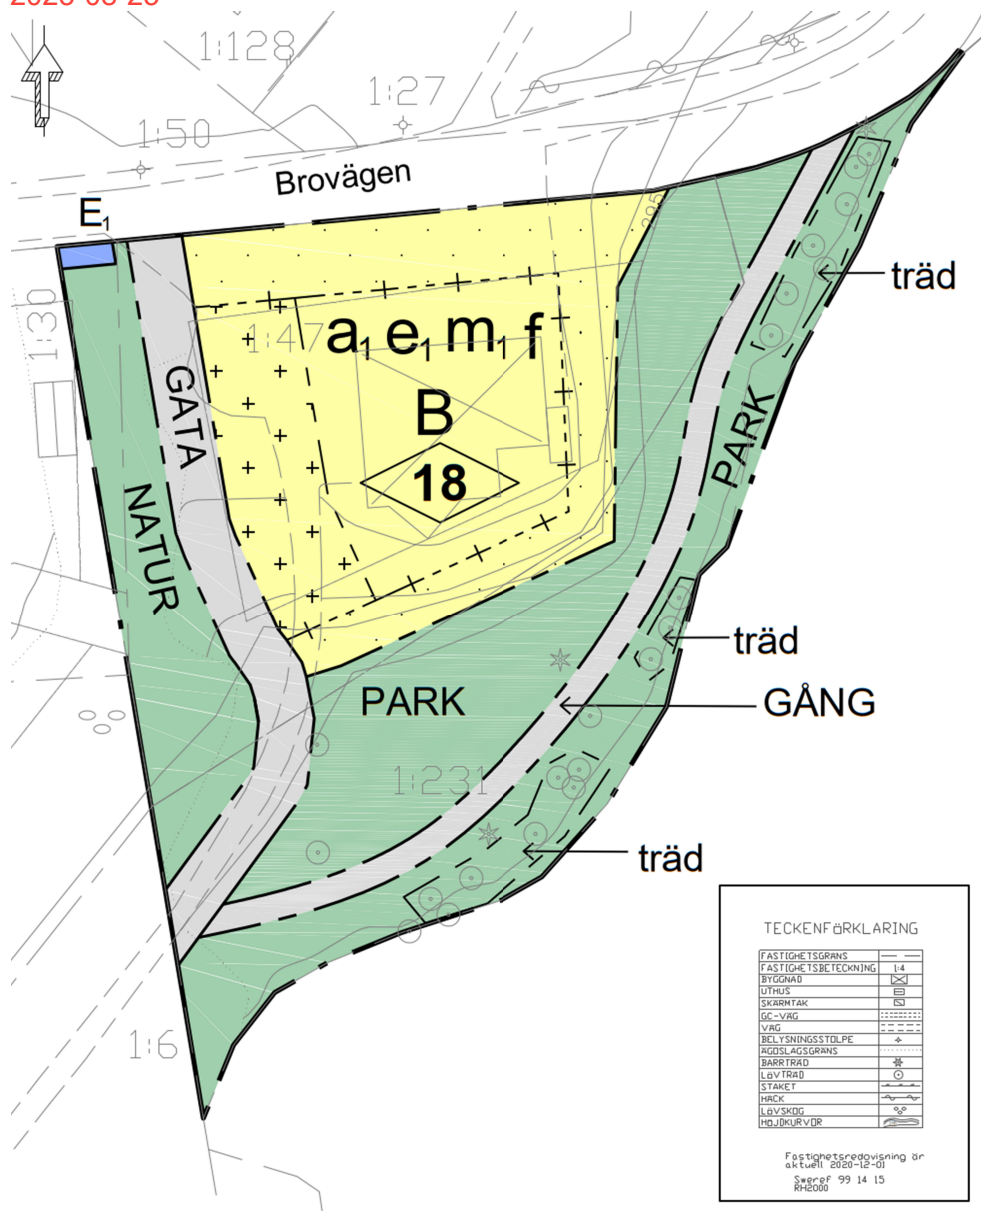 1:128
1:27
1:50
Brovägen
E1
295
träd
1:30
1:47
a1 e1 m1 f
B
18
GATA
PARK
NATUR
träd
PARK
GÅNG
1:231
träd
1:6
TECKENFÖRKLARING
FASTIGHETSGRÄNS
FASTIGHETSBETECKNING 1:4
BYGGNAD
UTHUS
SKÄRMTAK
GC-VÄG
VÄG
BELYSNINGSSTOLPE
ÄGOSLAGSGRÄNS
BARRTRÄD
LÖVTRÄD
STAKET
HÄCK
LÖVSKOG
HÖJDKURVOR
Fastighetsredovisning är
aktuell 2020-12-01
Sweref 99 14 15
RH2000